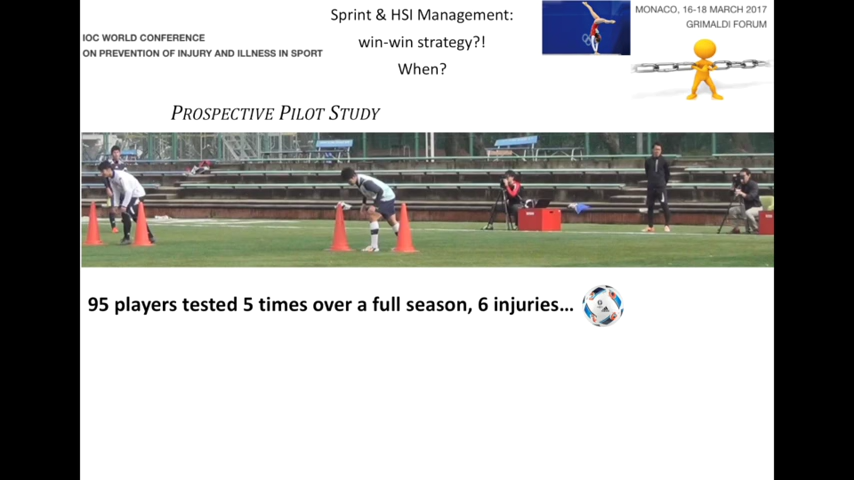 Sprint & HSI Management:
win-win strategy?!
When?
IOC WORLD CONFERENCE
ON PREVENTION OF INJURY AND ILLNESS IN SPORT
MONACO, 16-18 MARCH 2017
GRIMALDI FORUM
PROSPECTIVE PILOT STUDY
95 players tested 5 times over a full season, 6 injuries...